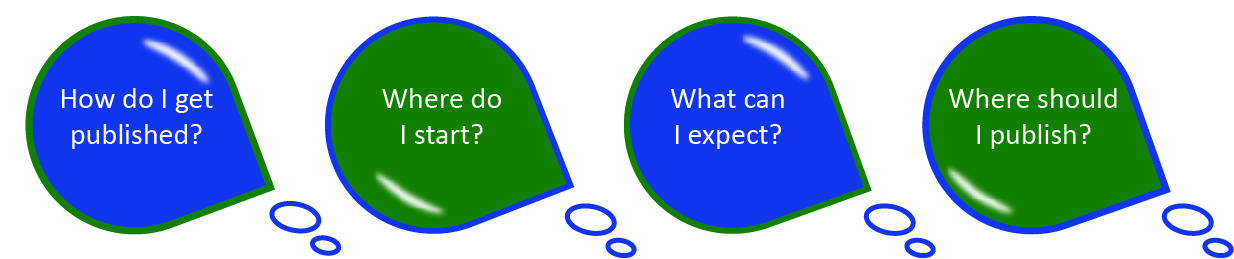 How do I get
published?
Where do
I start?
What can
I expect?
Where should
I publish?